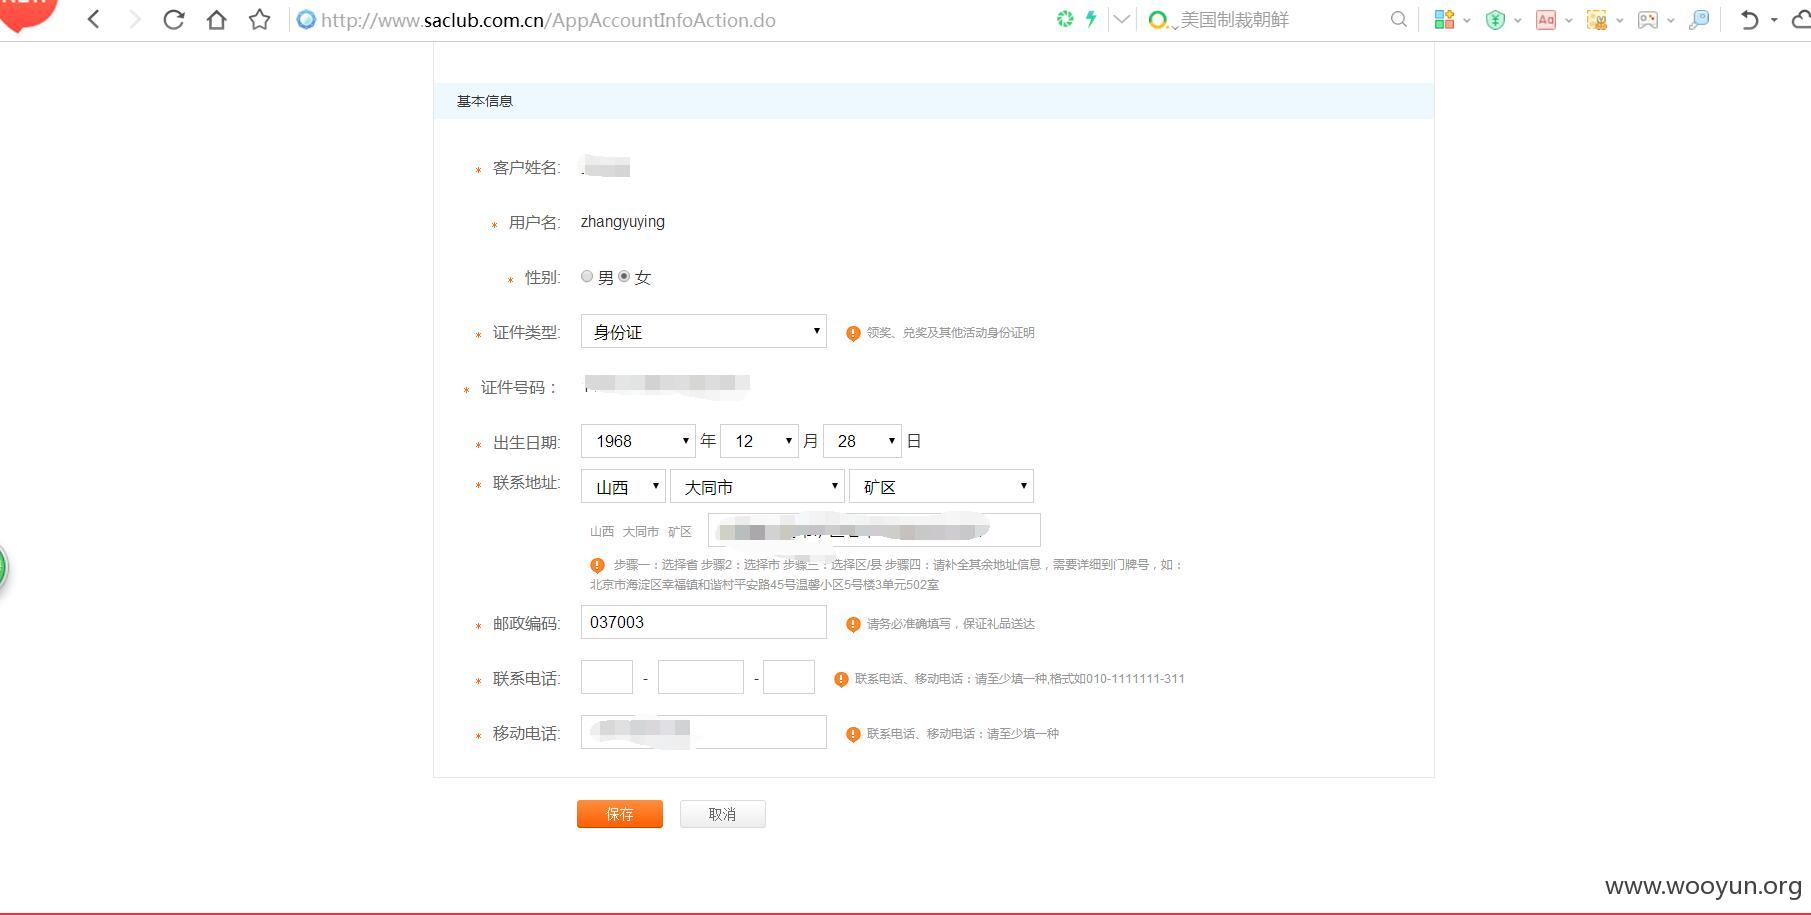 http://www.saclub.com.cn/AppAccountInfoAction.do
美国制裁朝鲜
基本信息
* 客户姓名:
* 用户名: zhangyuying
* 性别: 男 女
* 证件类型: 身份证 领奖、兑奖及其他活动身份证明
* 证件号码：
* 出生日期: 1968 年 12 月 28 日
* 联系地址: 山西 大同市 矿区
山西 大同市 矿区
步骤一：选择省 步骤2：选择市 步骤三：选择区/县 步骤四：请补全其余地址信息，需要详细到门牌号，如：
北京市海淀区幸福镇和谐村平安路45号温馨小区5号楼3单元502室
* 邮政编码: 037003 请务必准确填写，保证礼品送达
* 联系电话: - - 联系电话、移动电话：请至少填一种,格式如010-1111111-311
* 移动电话: 联系电话、移动电话：请至少填一种
保存 取消
www.wooyun.org